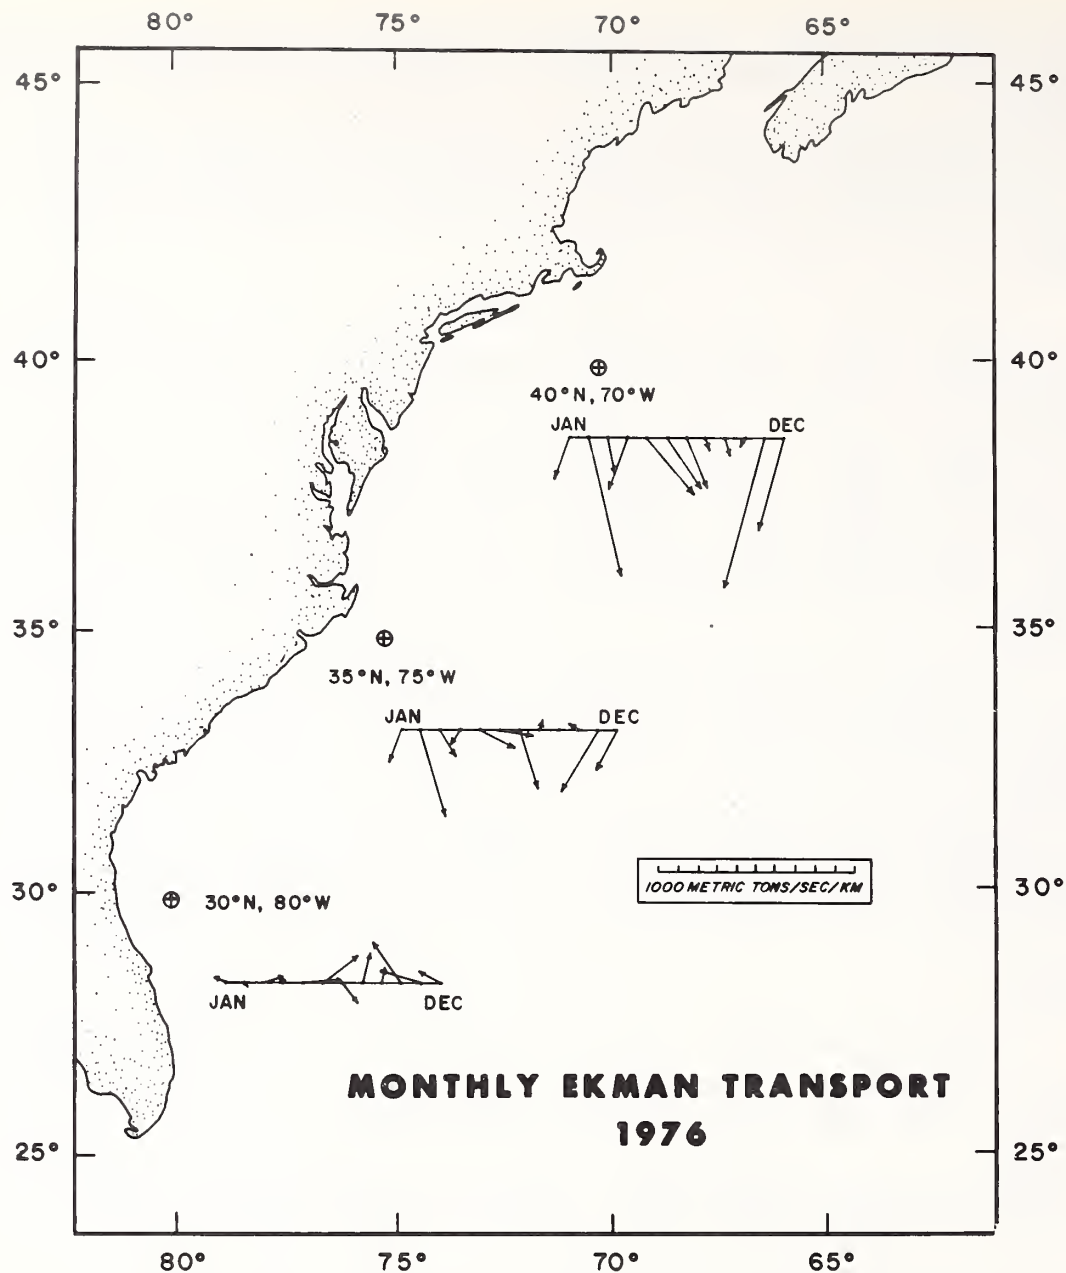 80° 75° 70° 65°
45° 45°
40° 40°
40°N, 70°W
JAN DEC
35° 35°
35°N, 75°W
JAN DEC
1000 METRIC TONS/SEC/KM
30° 30°
30°N, 80°W
JAN DEC
MONTHLY EKMAN TRANSPORT
1976
25° 25°
80° 75° 70° 65°